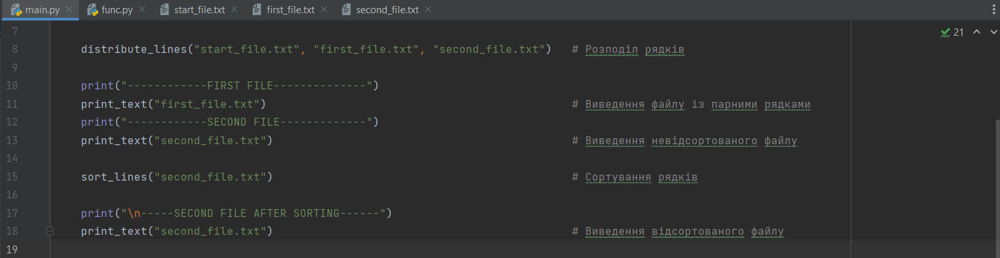 main.py func.py start_file.txt first_file.txt second_file.txt
7
21
8 distribute_lines("start_file.txt", "first_file.txt", "second_file.txt") # Розподіл рядків
9
10 print("------------FIRST FILE--------------")
11 print_text("first_file.txt") # Виведення файлу із парними рядками
12 print("------------SECOND FILE-------------")
13 print_text("second_file.txt") # Виведення невідсортованого файлу
14
15 sort_lines("second_file.txt") # Сортування рядків
16
17 print("\n-----SECOND FILE AFTER SORTING------")
18 print_text("second_file.txt") # Виведення відсортованого файлу
19